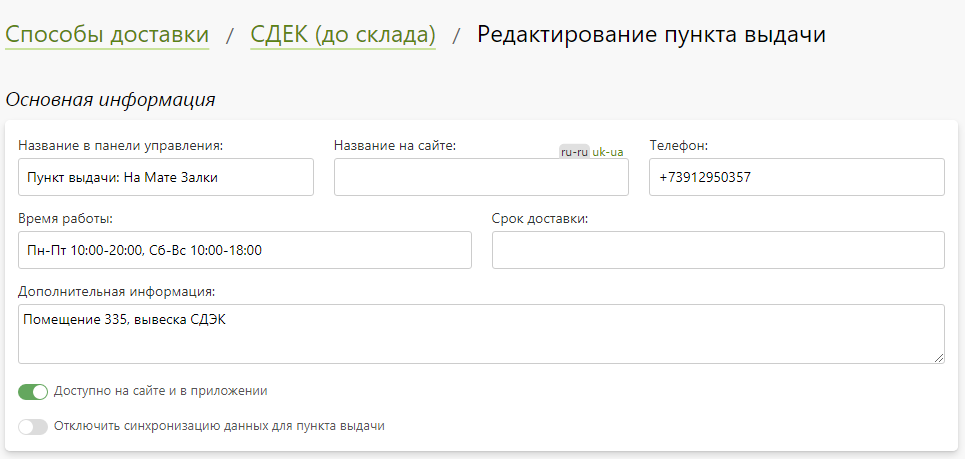 Способы доставки / СДЕК (до склада) / Редактирование пункта выдачи
Основная информация
Название в панели управления: Название на сайте: ru-ru uk-ua Телефон:
Пункт выдачи: На Мате Залки +73912950357
Время работы: Срок доставки:
Пн-Пт 10:00-20:00, Сб-Вс 10:00-18:00
Дополнительная информация:
Помещение 335, вывеска СДЭК
Доступно на сайте и в приложении
Отключить синхронизацию данных для пункта выдачи